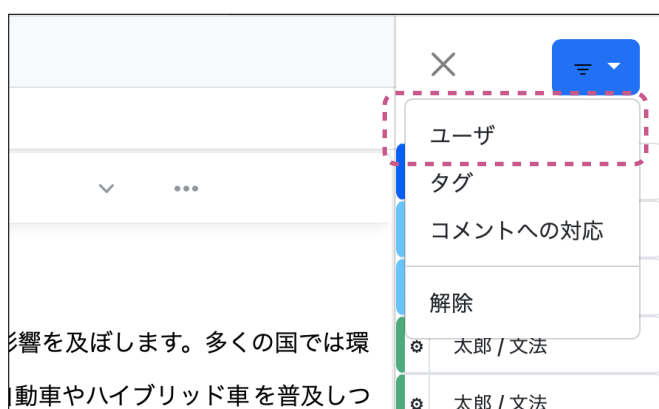 ユーザ
タグ
コメントへの対応
解除
響を及ぼします。多くの国では環
太郎 / 文法
動車やハイブリッド車を普及しつ
太郎 / 文法